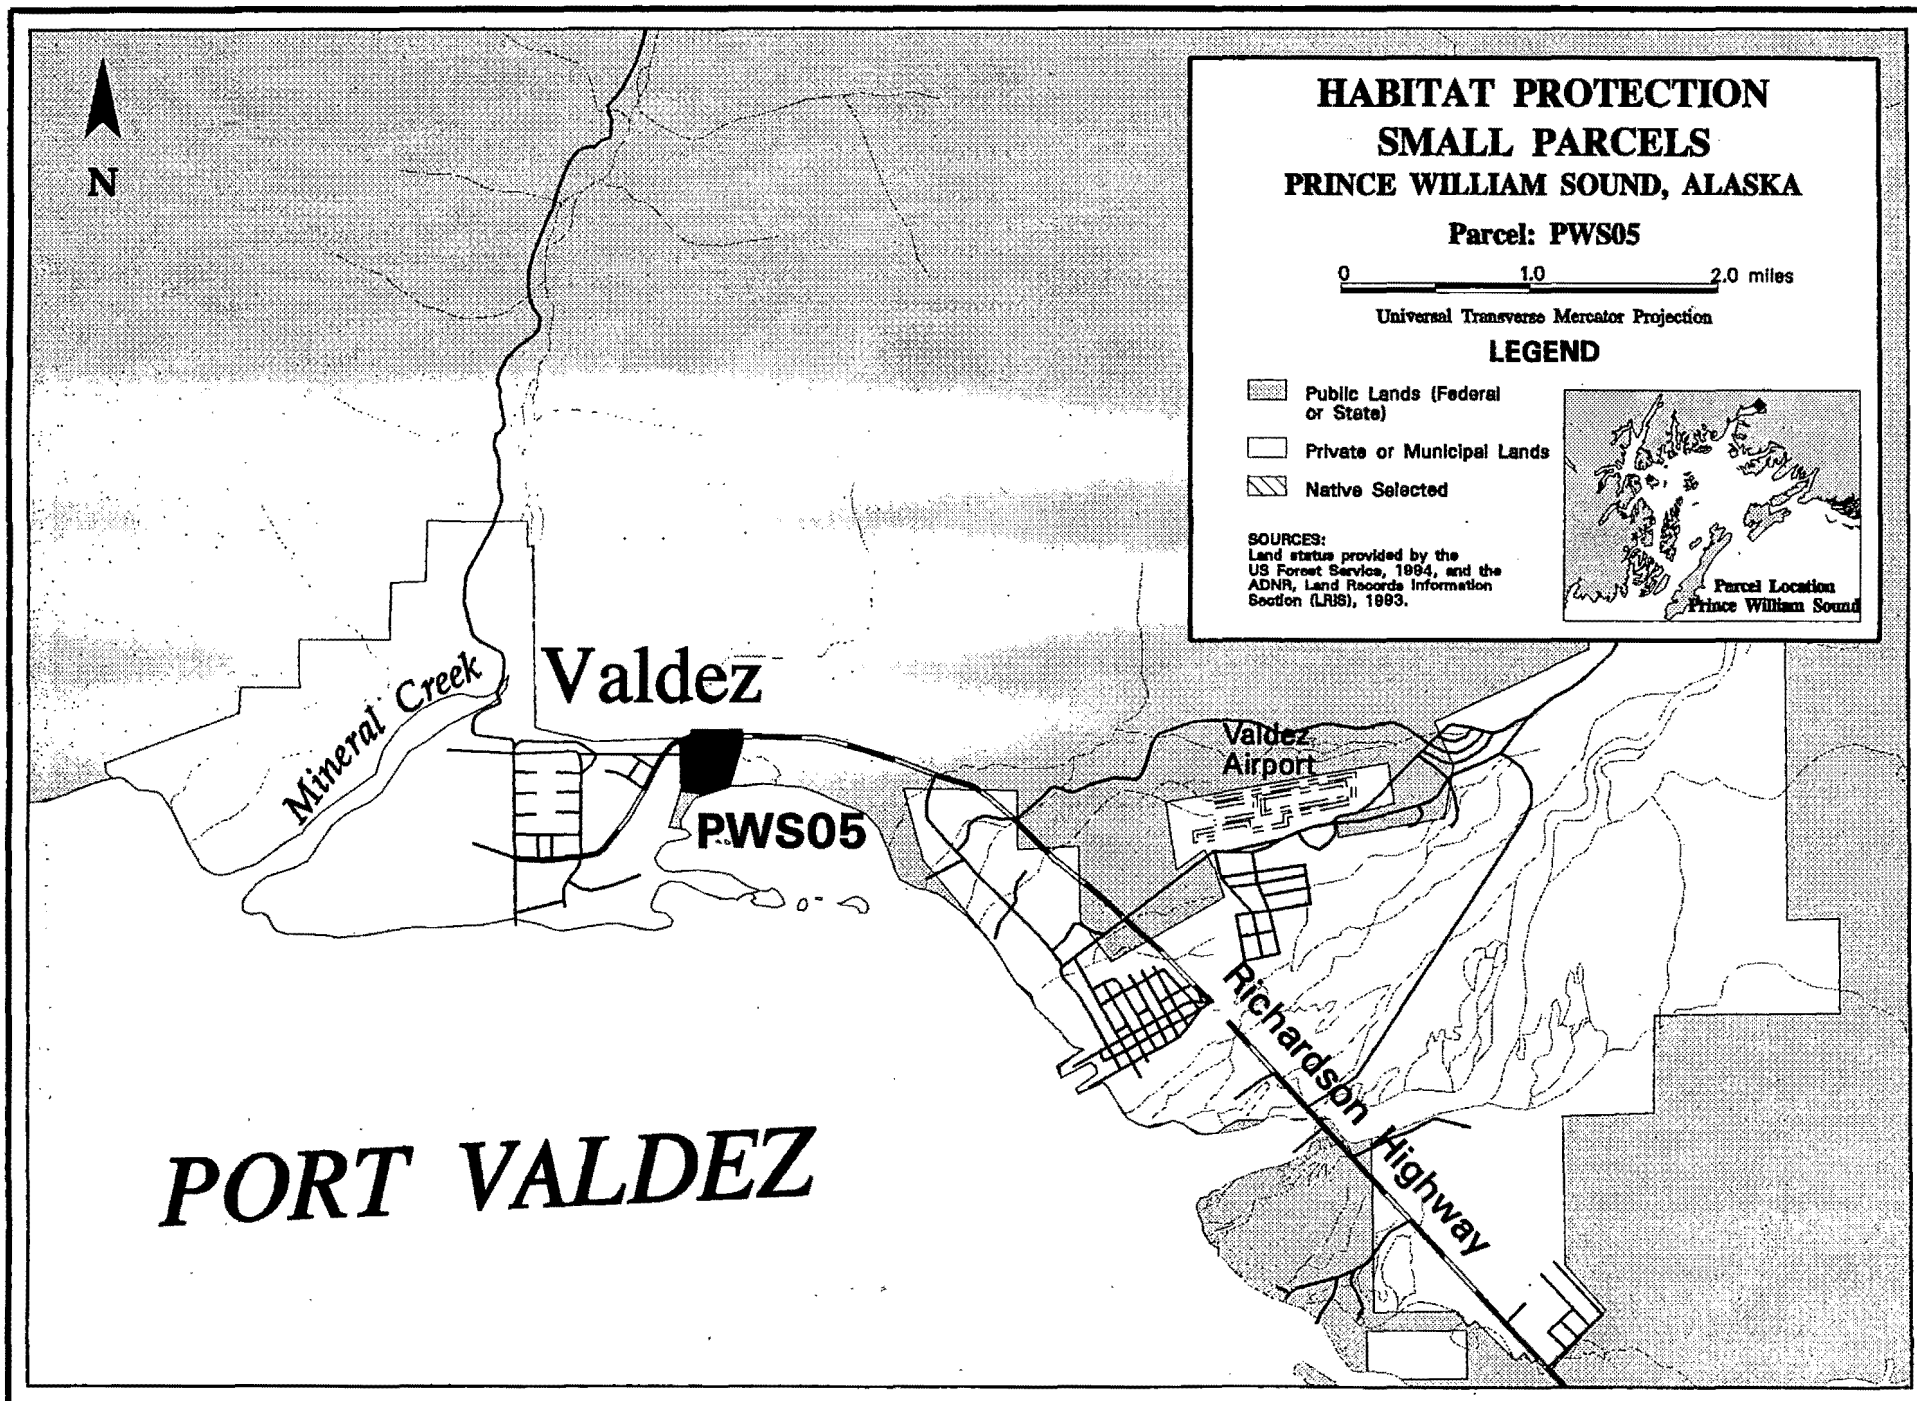 N
HABITAT PROTECTION
SMALL PARCELS
PRINCE WILLIAM SOUND, ALASKA
Parcel: PWS05
0 1.0 2.0 miles
Universal Transverse Mercator Projection
LEGEND
Public Lands (Federal
or State)
Private or Municipal Lands
Native Selected
SOURCES:
Land status provided by the
US Forest Service, 1994, and the
ADNR, Land Records Information
Section (LRIS), 1993.
Parcel Location
Prince William Sound
Valdez
Mineral Creek
PWS05
Valdez
Airport
Richardson Highway
PORT VALDEZ